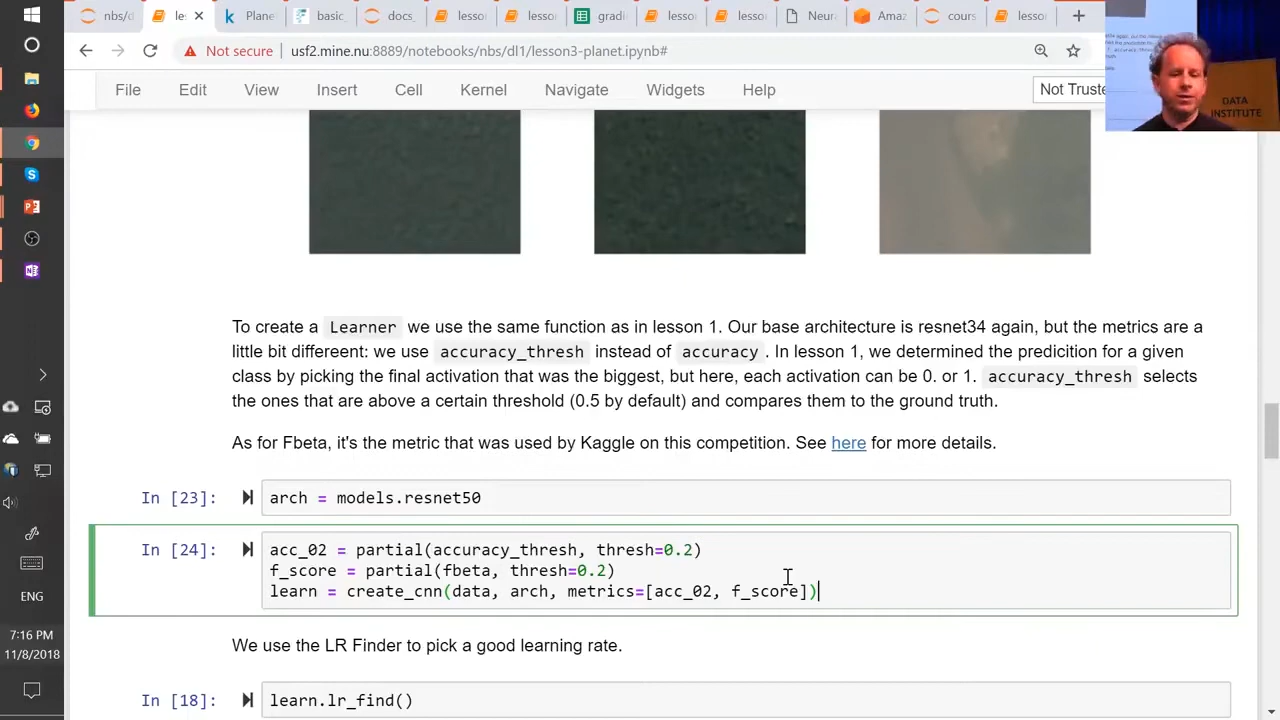 nbs/d
le
Plane
basic_
docs_
lesso
lesso
gradi
lesso
lesso
Neura
Amaz
cours
lesso
Not secure
usf2.mine.nu:8889/notebooks/nbs/dl1/lesson3-planet.ipynb#
File Edit View Insert Cell Kernel Navigate Widgets Help
Not Truste
DATA
INSTITUTE
To create a Learner we use the same function as in lesson 1. Our base architecture is resnet34 again, but the metrics are a
little bit differeent: we use accuracy_thresh instead of accuracy . In lesson 1, we determined the predicition for a given
class by picking the final activation that was the biggest, but here, each activation can be 0. or 1. accuracy_thresh selects
the ones that are above a certain threshold (0.5 by default) and compares them to the ground truth.
As for Fbeta, it's the metric that was used by Kaggle on this competition. See here for more details.
In [23]: arch = models.resnet50
In [24]: acc_02 = partial(accuracy_thresh, thresh=0.2)
f_score = partial(fbeta, thresh=0.2)
learn = create_cnn(data, arch, metrics=[acc_02, f_score])
We use the LR Finder to pick a good learning rate.
In [18]: learn.lr_find()
ENG
7:16 PM
11/8/2018